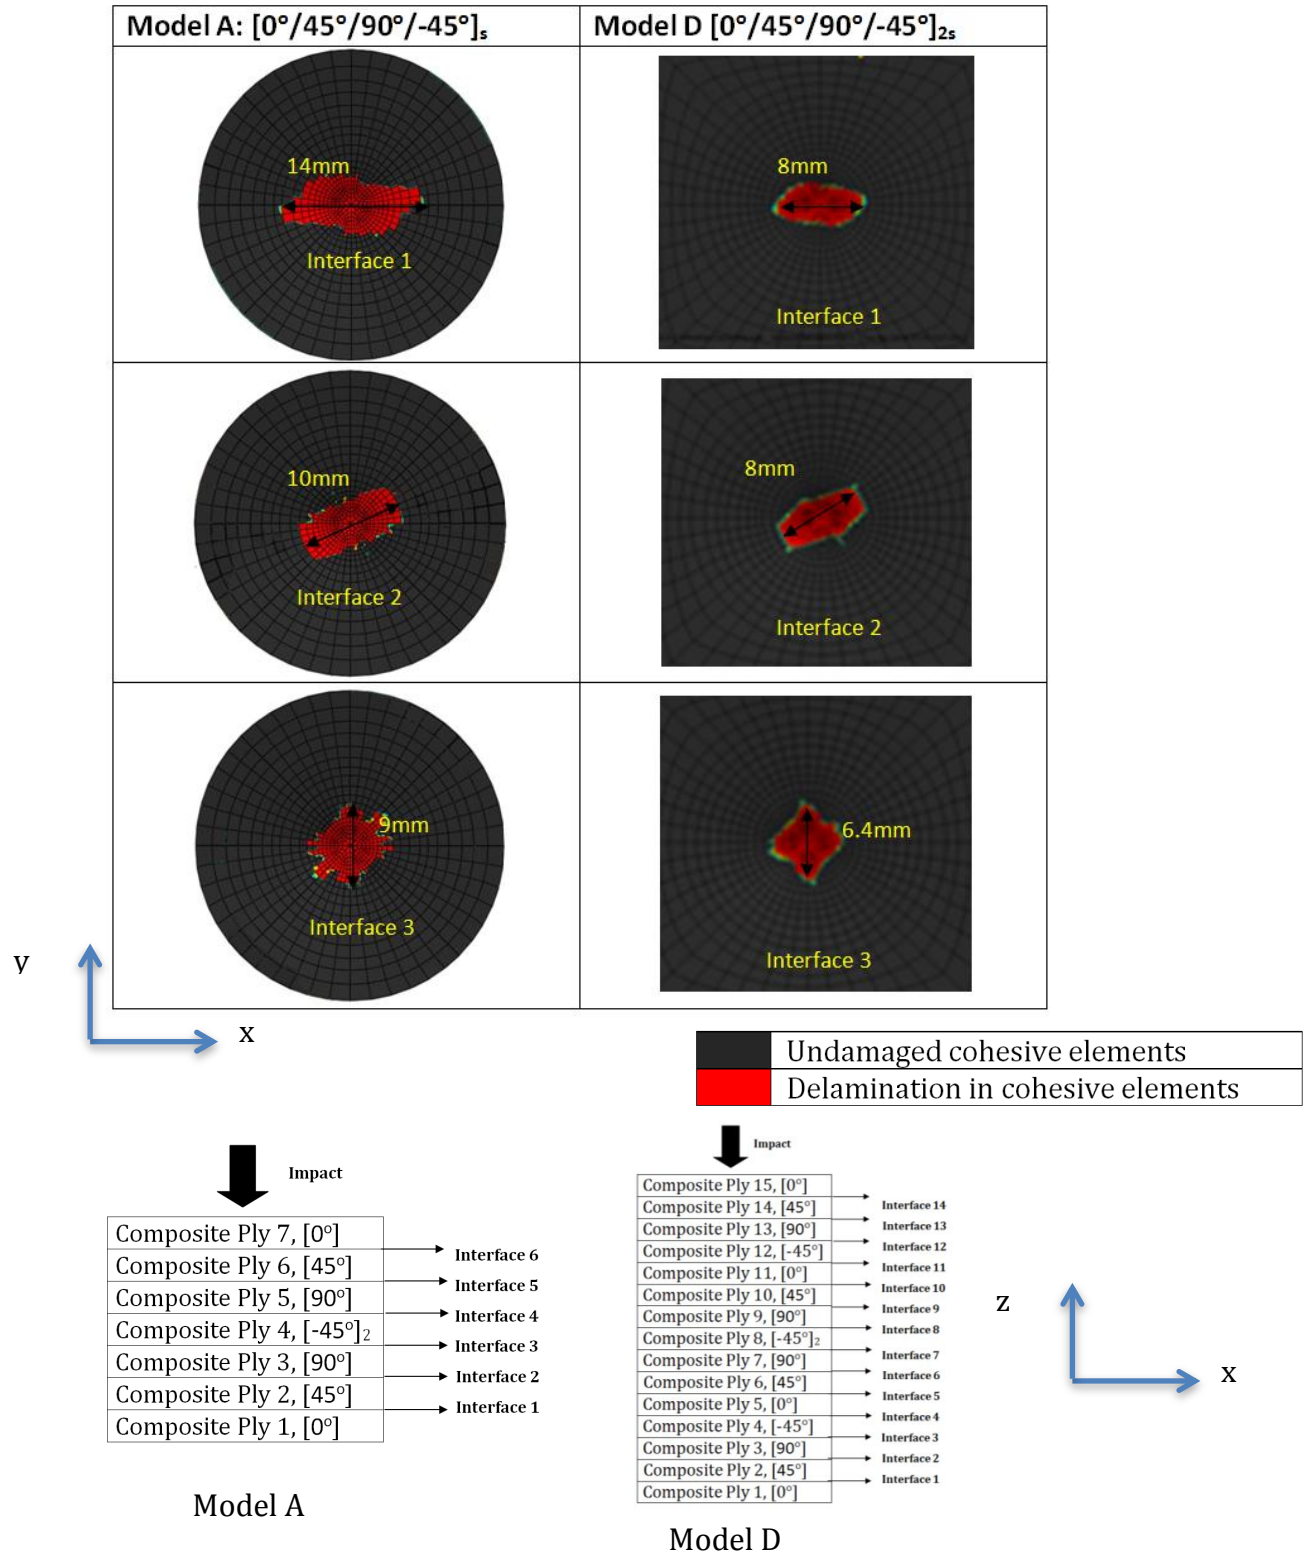 Model A: [0°/45°/90°/-45°]s
Model D [0°/45°/90°/-45°]2s
14mm
Interface 1
8mm
Interface 1
10mm
Interface 2
8mm
Interface 2
9mm
Interface 3
6.4mm
Interface 3
y
x
Undamaged cohesive elements
Delamination in cohesive elements
Impact
Composite Ply 7, [0°]
Composite Ply 6, [45°]
Composite Ply 5, [90°]
Composite Ply 4, [-45°]2
Composite Ply 3, [90°]
Composite Ply 2, [45°]
Composite Ply 1, [0°]
Interface 6
Interface 5
Interface 4
Interface 3
Interface 2
Interface 1
Model A
Impact
Composite Ply 15, [0°]
Composite Ply 14, [45°]
Composite Ply 13, [90°]
Composite Ply 12, [-45°]
Composite Ply 11, [0°]
Composite Ply 10, [45°]
Composite Ply 9, [90°]
Composite Ply 8, [-45°]2
Composite Ply 7, [90°]
Composite Ply 6, [45°]
Composite Ply 5, [0°]
Composite Ply 4, [-45°]
Composite Ply 3, [90°]
Composite Ply 2, [45°]
Composite Ply 1, [0°]
Interface 14
Interface 13
Interface 12
Interface 11
Interface 10
Interface 9
Interface 8
Interface 7
Interface 6
Interface 5
Interface 4
Interface 3
Interface 2
Interface 1
Model D
z
x